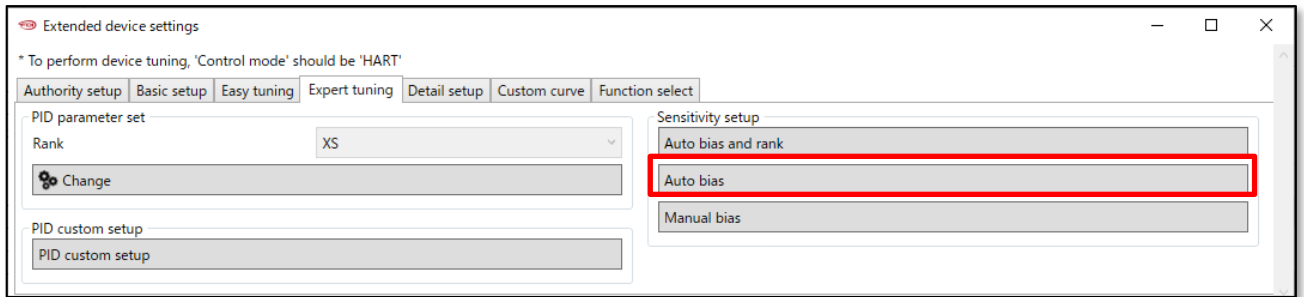 Extended device settings
* To perform device tuning, 'Control mode' should be 'HART'
Authority setup Basic setup Easy tuning Expert tuning Detail setup Custom curve Function select
PID parameter set
Rank XS
Change
PID custom setup
PID custom setup
Sensitivity setup
Auto bias and rank
Auto bias
Manual bias